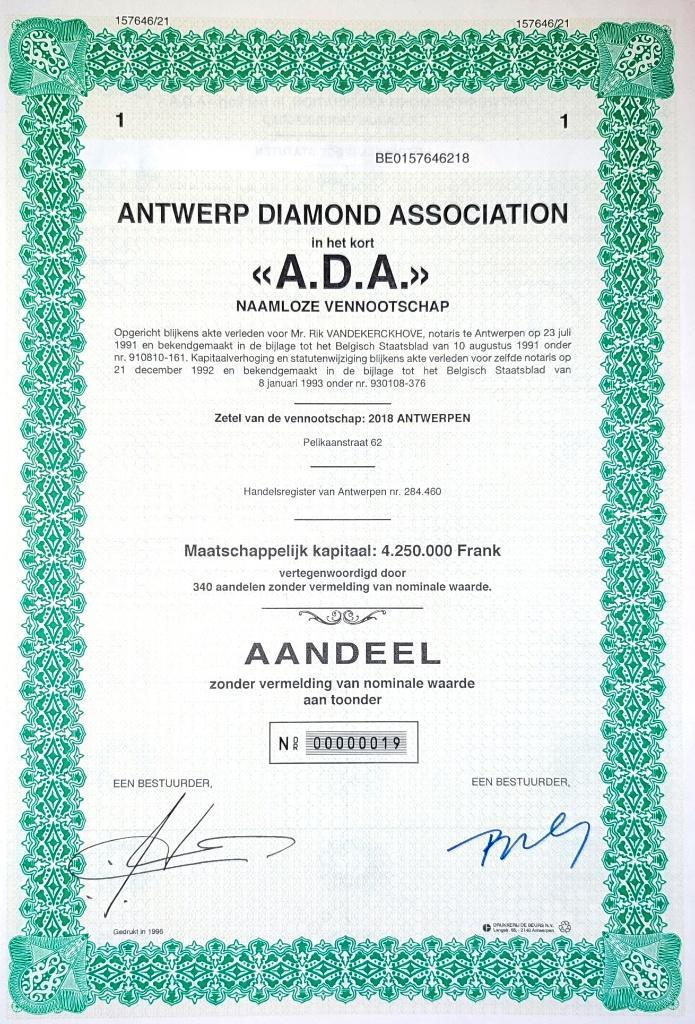 157646/21 157646/21
1 1
BE0157646218
ANTWERP DIAMOND ASSOCIATION
in het kort
«A.D.A.»
NAAMLOZE VENNOOTSCHAP
Opgericht blijkens akte verleden voor Mr. Rik VANDEKERCKHOVE, notaris te Antwerpen op 23 juli
1991 en bekendgemaakt in de bijlage tot het Belgisch Staatsblad van 10 augustus 1991 onder
nr. 910810-161. Kapitaalverhoging en statutenwijziging blijkens akte verleden voor zelfde notaris op
21 december 1992 en bekendgemaakt in de bijlage tot het Belgisch Staatsblad van
8 januari 1993 onder nr. 930108-376
Zetel van de vennootschap: 2018 ANTWERPEN
Pelikaanstraat 62
Handelsregister van Antwerpen nr. 284.460
Maatschappelijk kapitaal: 4.250.000 Frank
vertegenwoordigd door
340 aandelen zonder vermelding van nominale waarde.
AANDEEL
zonder vermelding van nominale waarde
aan toonder
N DR 00000019
EEN BESTUURDER, EEN BESTUURDER,
Gedrukt in 1996 DRUKKERIJ DE BEURS N.V.